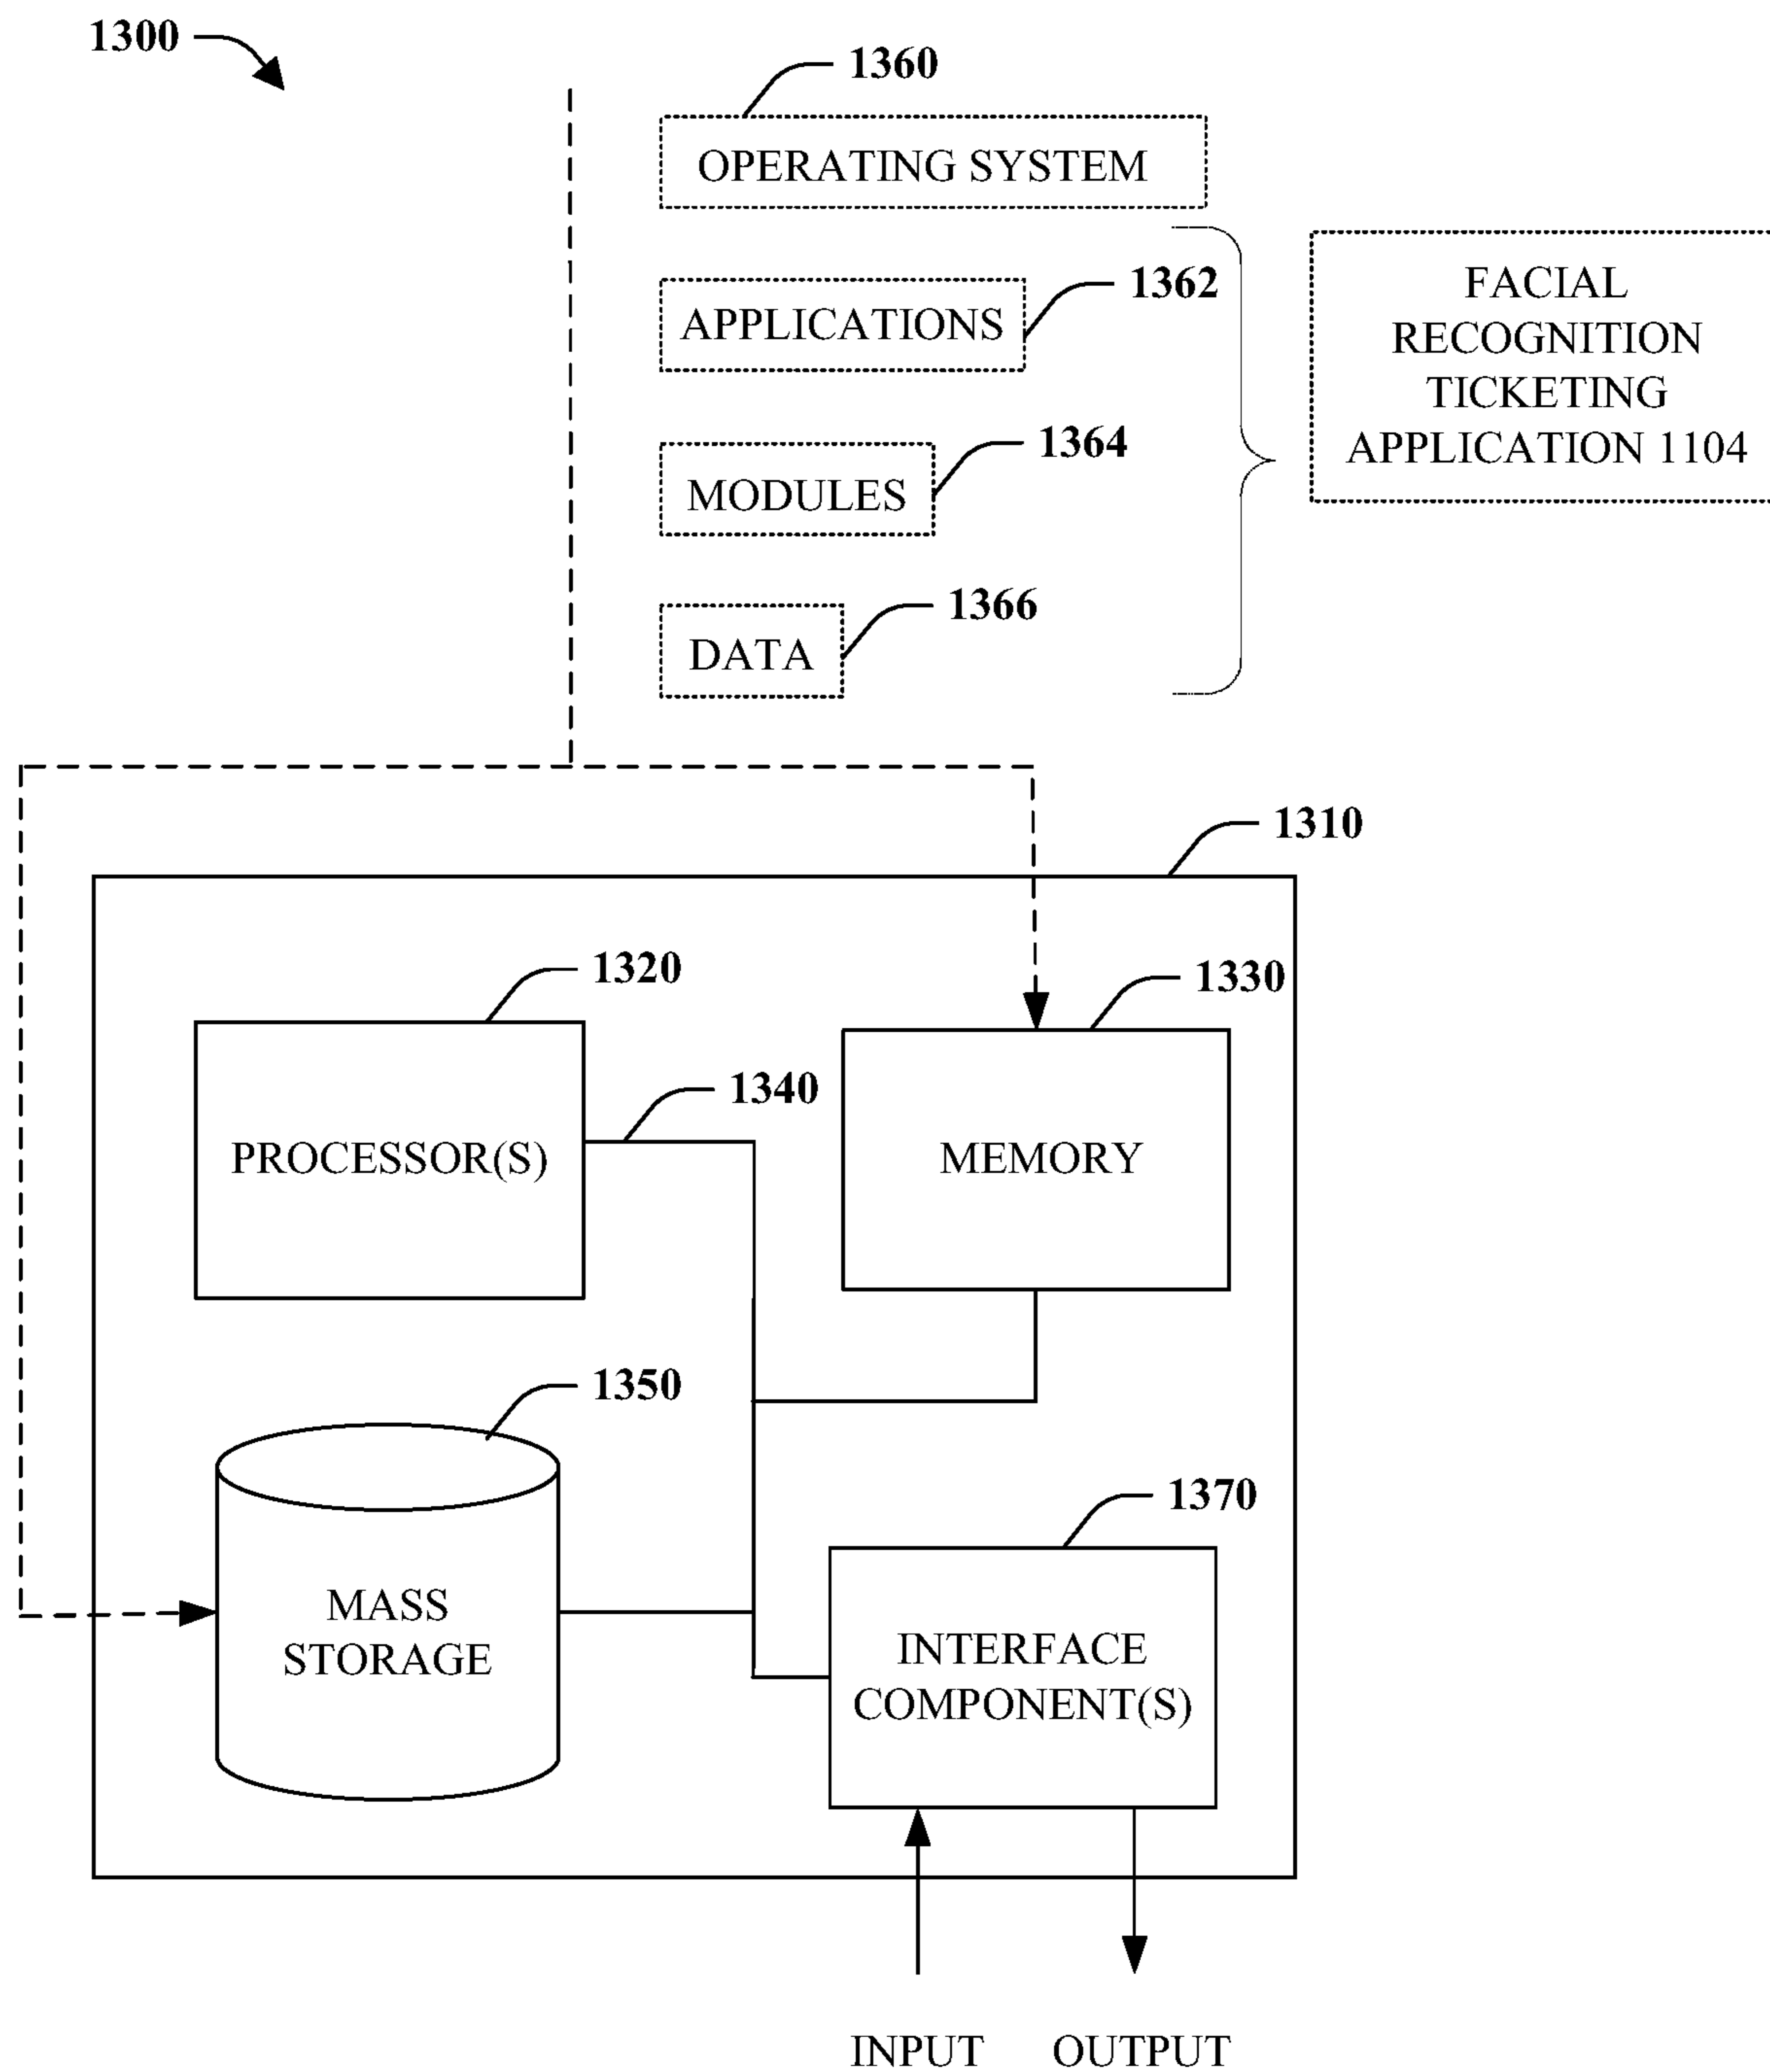 1300
1360
OPERATING SYSTEM
1362
APPLICATIONS
FACIAL
RECOGNITION
TICKETING
APPLICATION 1104
1364
MODULES
1366
DATA
1310
1320
1330
PROCESSOR(S)
1340
MEMORY
1350
1370
MASS
STORAGE
INTERFACE
COMPONENT(S)
INPUT
OUTPUT